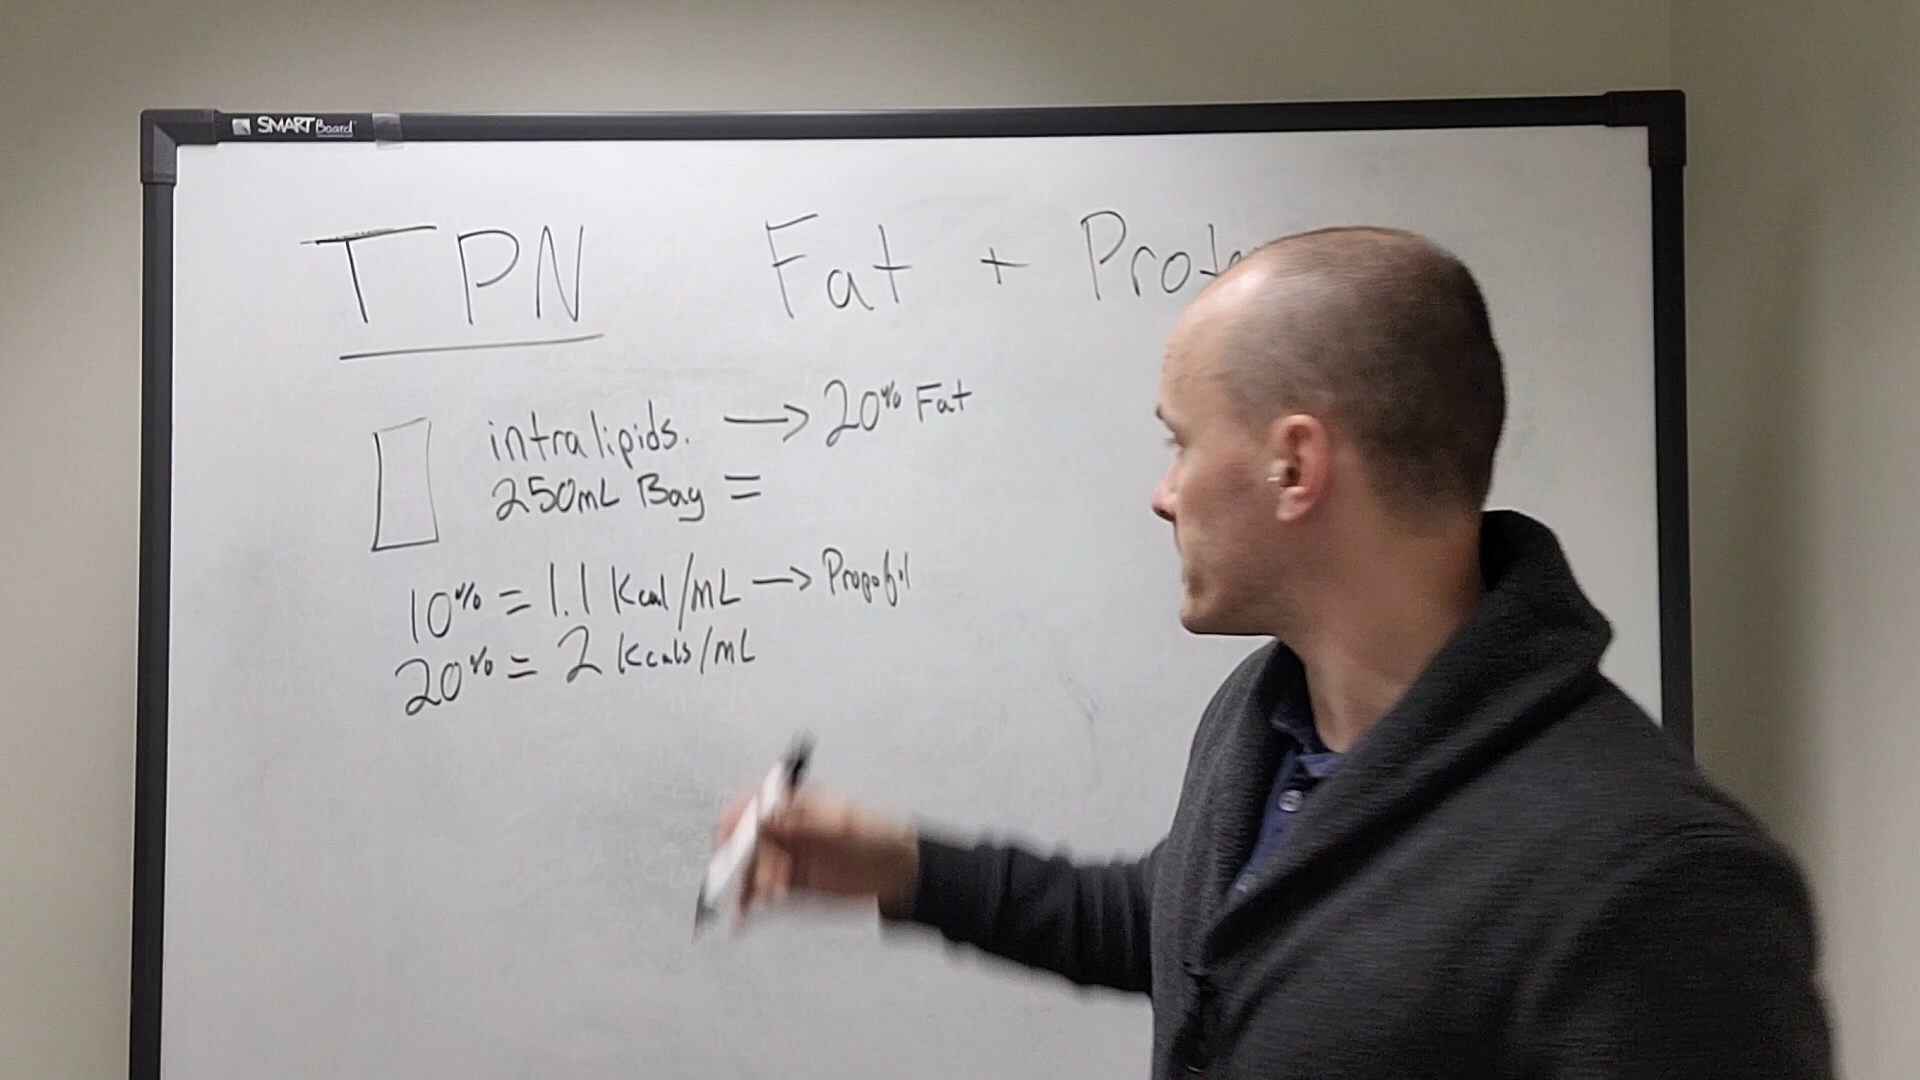 SMART Board
TPN Fat + Prote
intralipids. → 20% Fat
250mL Bag =
10% = 1.1 Kcal/mL → Propofol
20% = 2 Kcals/mL